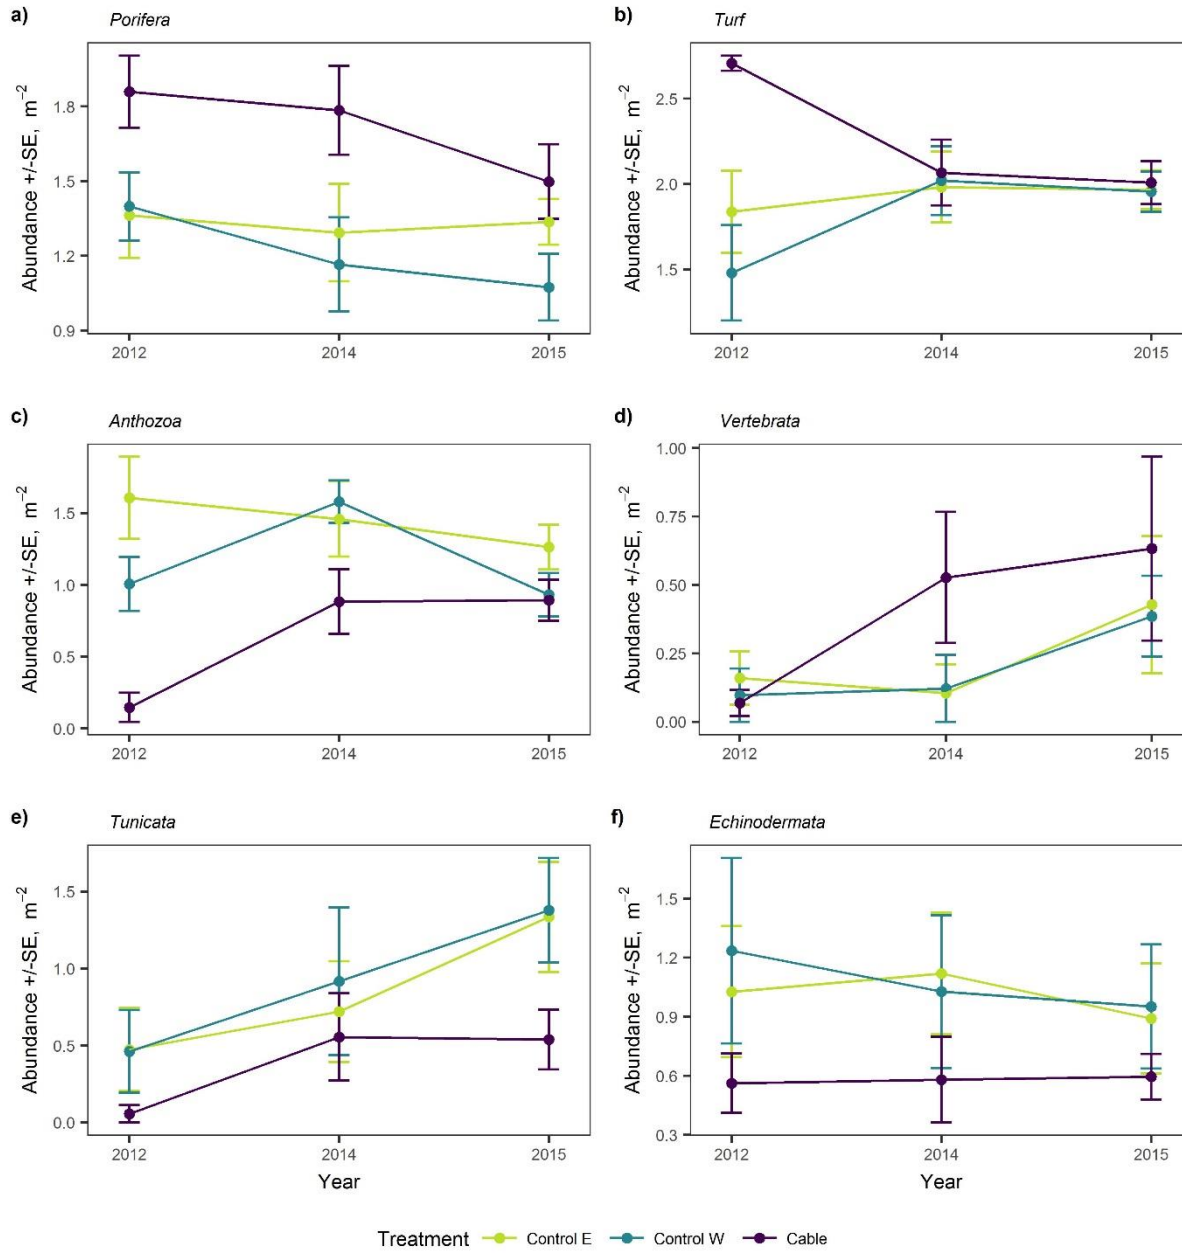 a) Porifera
Abundance +/-SE, m⁻²
1.8
1.5
1.2
0.9
2012 2014 2015
b) Turf
Abundance +/-SE, m⁻²
2.5
2.0
1.5
2012 2014 2015
c) Anthozoa
Abundance +/-SE, m⁻²
1.5
1.0
0.5
0.0
2012 2014 2015
d) Vertebrata
Abundance +/-SE, m⁻²
1.00
0.75
0.50
0.25
0.00
2012 2014 2015
e) Tunicata
Abundance +/-SE, m⁻²
1.5
1.0
0.5
0.0
2012 2014 2015
Year
f) Echinodermata
Abundance +/-SE, m⁻²
1.5
1.2
0.9
0.6
0.3
2012 2014 2015
Year
Treatment Control E Control W Cable